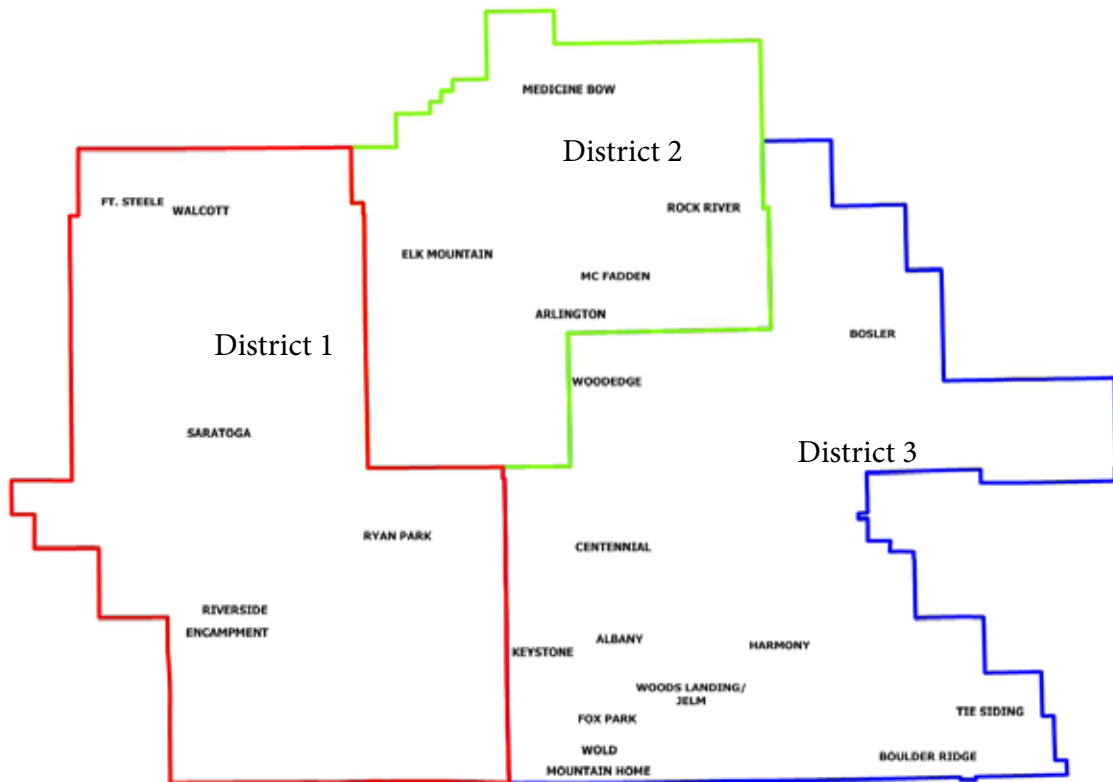 MEDICINE BOW
District 2
FT. STEELE
WALCOTT
ROCK RIVER
ELK MOUNTAIN
MC FADDEN
ARLINGTON
BOSLER
District 1
WOODEDGE
SARATOGA
District 3
RYAN PARK
CENTENNIAL
RIVERSIDE
ENCAMPMENT
KEYSTONE
ALBANY
HARMONY
WOODS LANDING/
JELM
FOX PARK
TIE SIDING
WOLD
MOUNTAIN HOME
BOULDER RIDGE